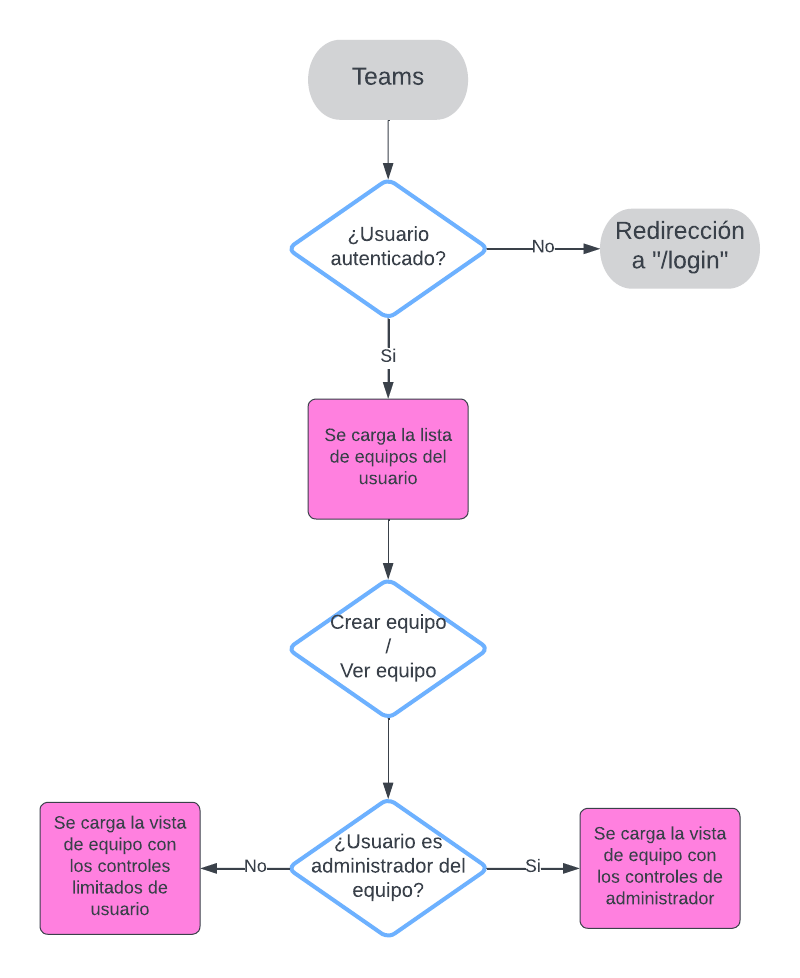 Teams
¿Usuario
autenticado?
No
Redirección
a "/login"
Si
Se carga la lista
de equipos del
usuario
Crear equipo
/
Ver equipo
Se carga la vista
de equipo con
los controles
limitados de
usuario
No
¿Usuario es
administrador del
equipo?
Si
Se carga la vista
de equipo con
los controles de
administrador